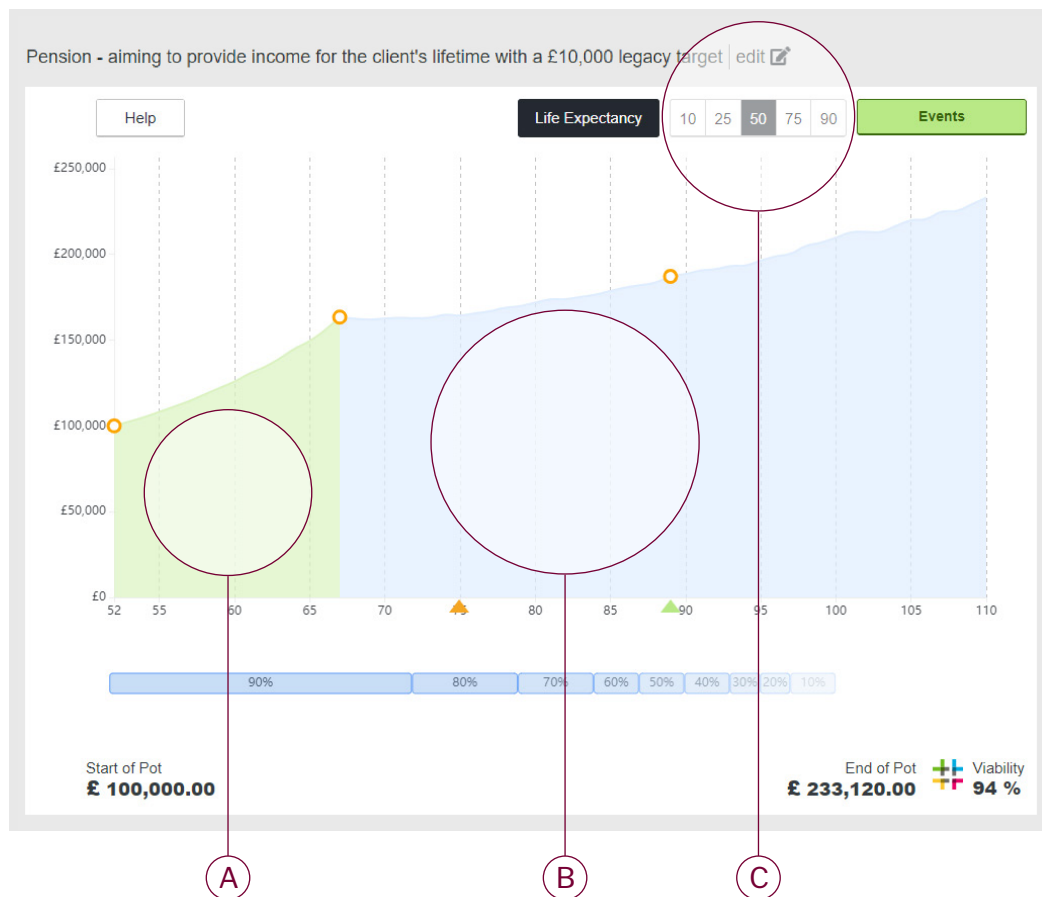 Pension - aiming to provide income for the client's lifetime with a £10,000 legacy target | edit
Help
Life Expectancy
10 25 50 75 90
Events
£250,000
£200,000
£150,000
£100,000
£50,000
£0
52 55 60 65 70 75 80 85 90 95 100 105 110
90% 80% 70% 60% 50% 40% 30% 20% 10%
Start of Pot
£ 100,000.00
End of Pot
£ 233,120.00
Viability
94 %
A B C